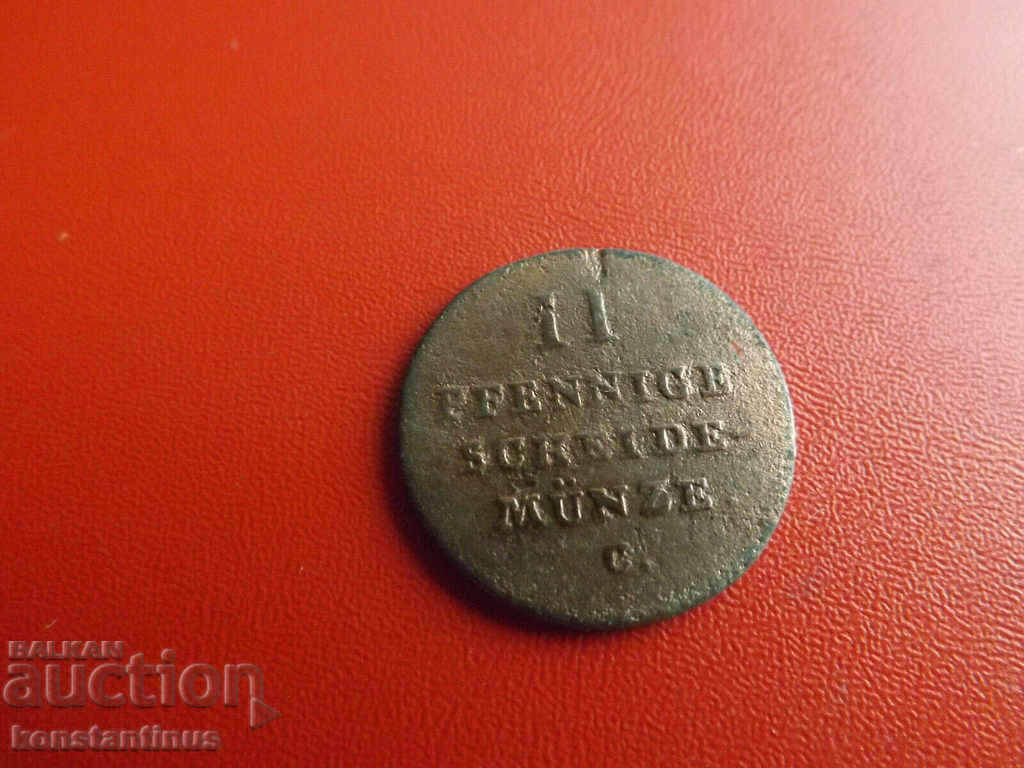 II
PFENNIGE
SCHEIDE
MÜNZE
C.
BALKAN
auction
konstantinus